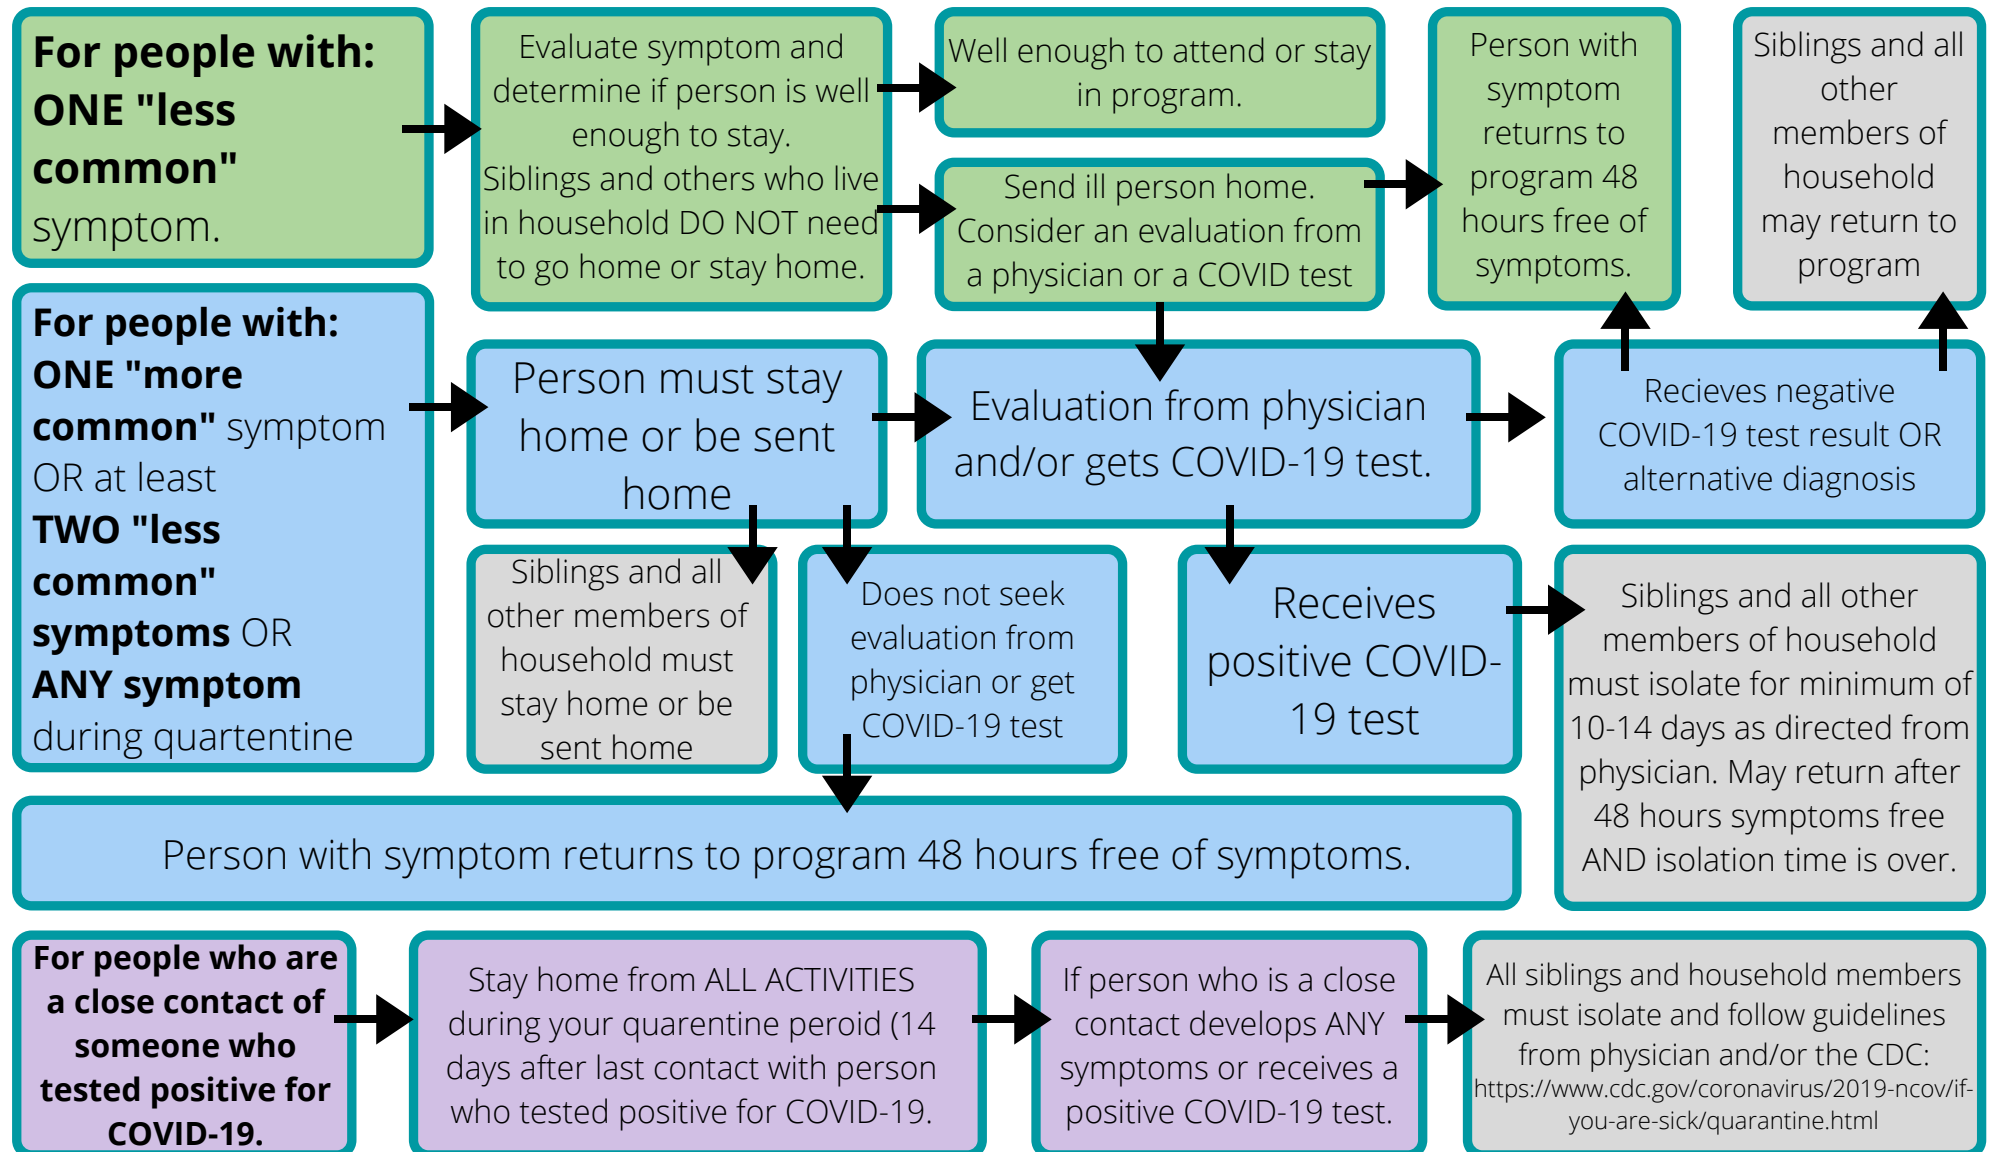 For people with:
ONE "less
common"
symptom.
Evaluate symptom and
determine if person is well
enough to stay.
Siblings and others who live
in household DO NOT need
to go home or stay home.
Well enough to attend or stay
in program.
Send ill person home.
Consider an evaluation from
a physician or a COVID test
Person with
symptom
returns to
program 48
hours free of
symptoms.
Siblings and all
other
members of
household
may return to
program
For people with:
ONE "more
common" symptom
OR at least
TWO "less
common"
symptoms OR
ANY symptom
during quartentine
Person must stay
home or be sent
home
Evaluation from physician
and/or gets COVID-19 test.
Recieves negative
COVID-19 test result OR
alternative diagnosis
Siblings and all
other members of
household must
stay home or be
sent home
Does not seek
evaluation from
physician or get
COVID-19 test
Receives
positive COVID-
19 test
Siblings and all other
members of household
must isolate for minimum of
10-14 days as directed from
physician. May return after
48 hours symptoms free
AND isolation time is over.
Person with symptom returns to program 48 hours free of symptoms.
For people who are
a close contact of
someone who
tested positive for
COVID-19.
Stay home from ALL ACTIVITIES
during your quarentine peroid (14
days after last contact with person
who tested positive for COVID-19.
If person who is a close
contact develops ANY
symptoms or receives a
positive COVID-19 test.
All siblings and household members
must isolate and follow guidelines
from physician and/or the CDC:
https://www.cdc.gov/coronavirus/2019-ncov/if-
you-are-sick/quarantine.html